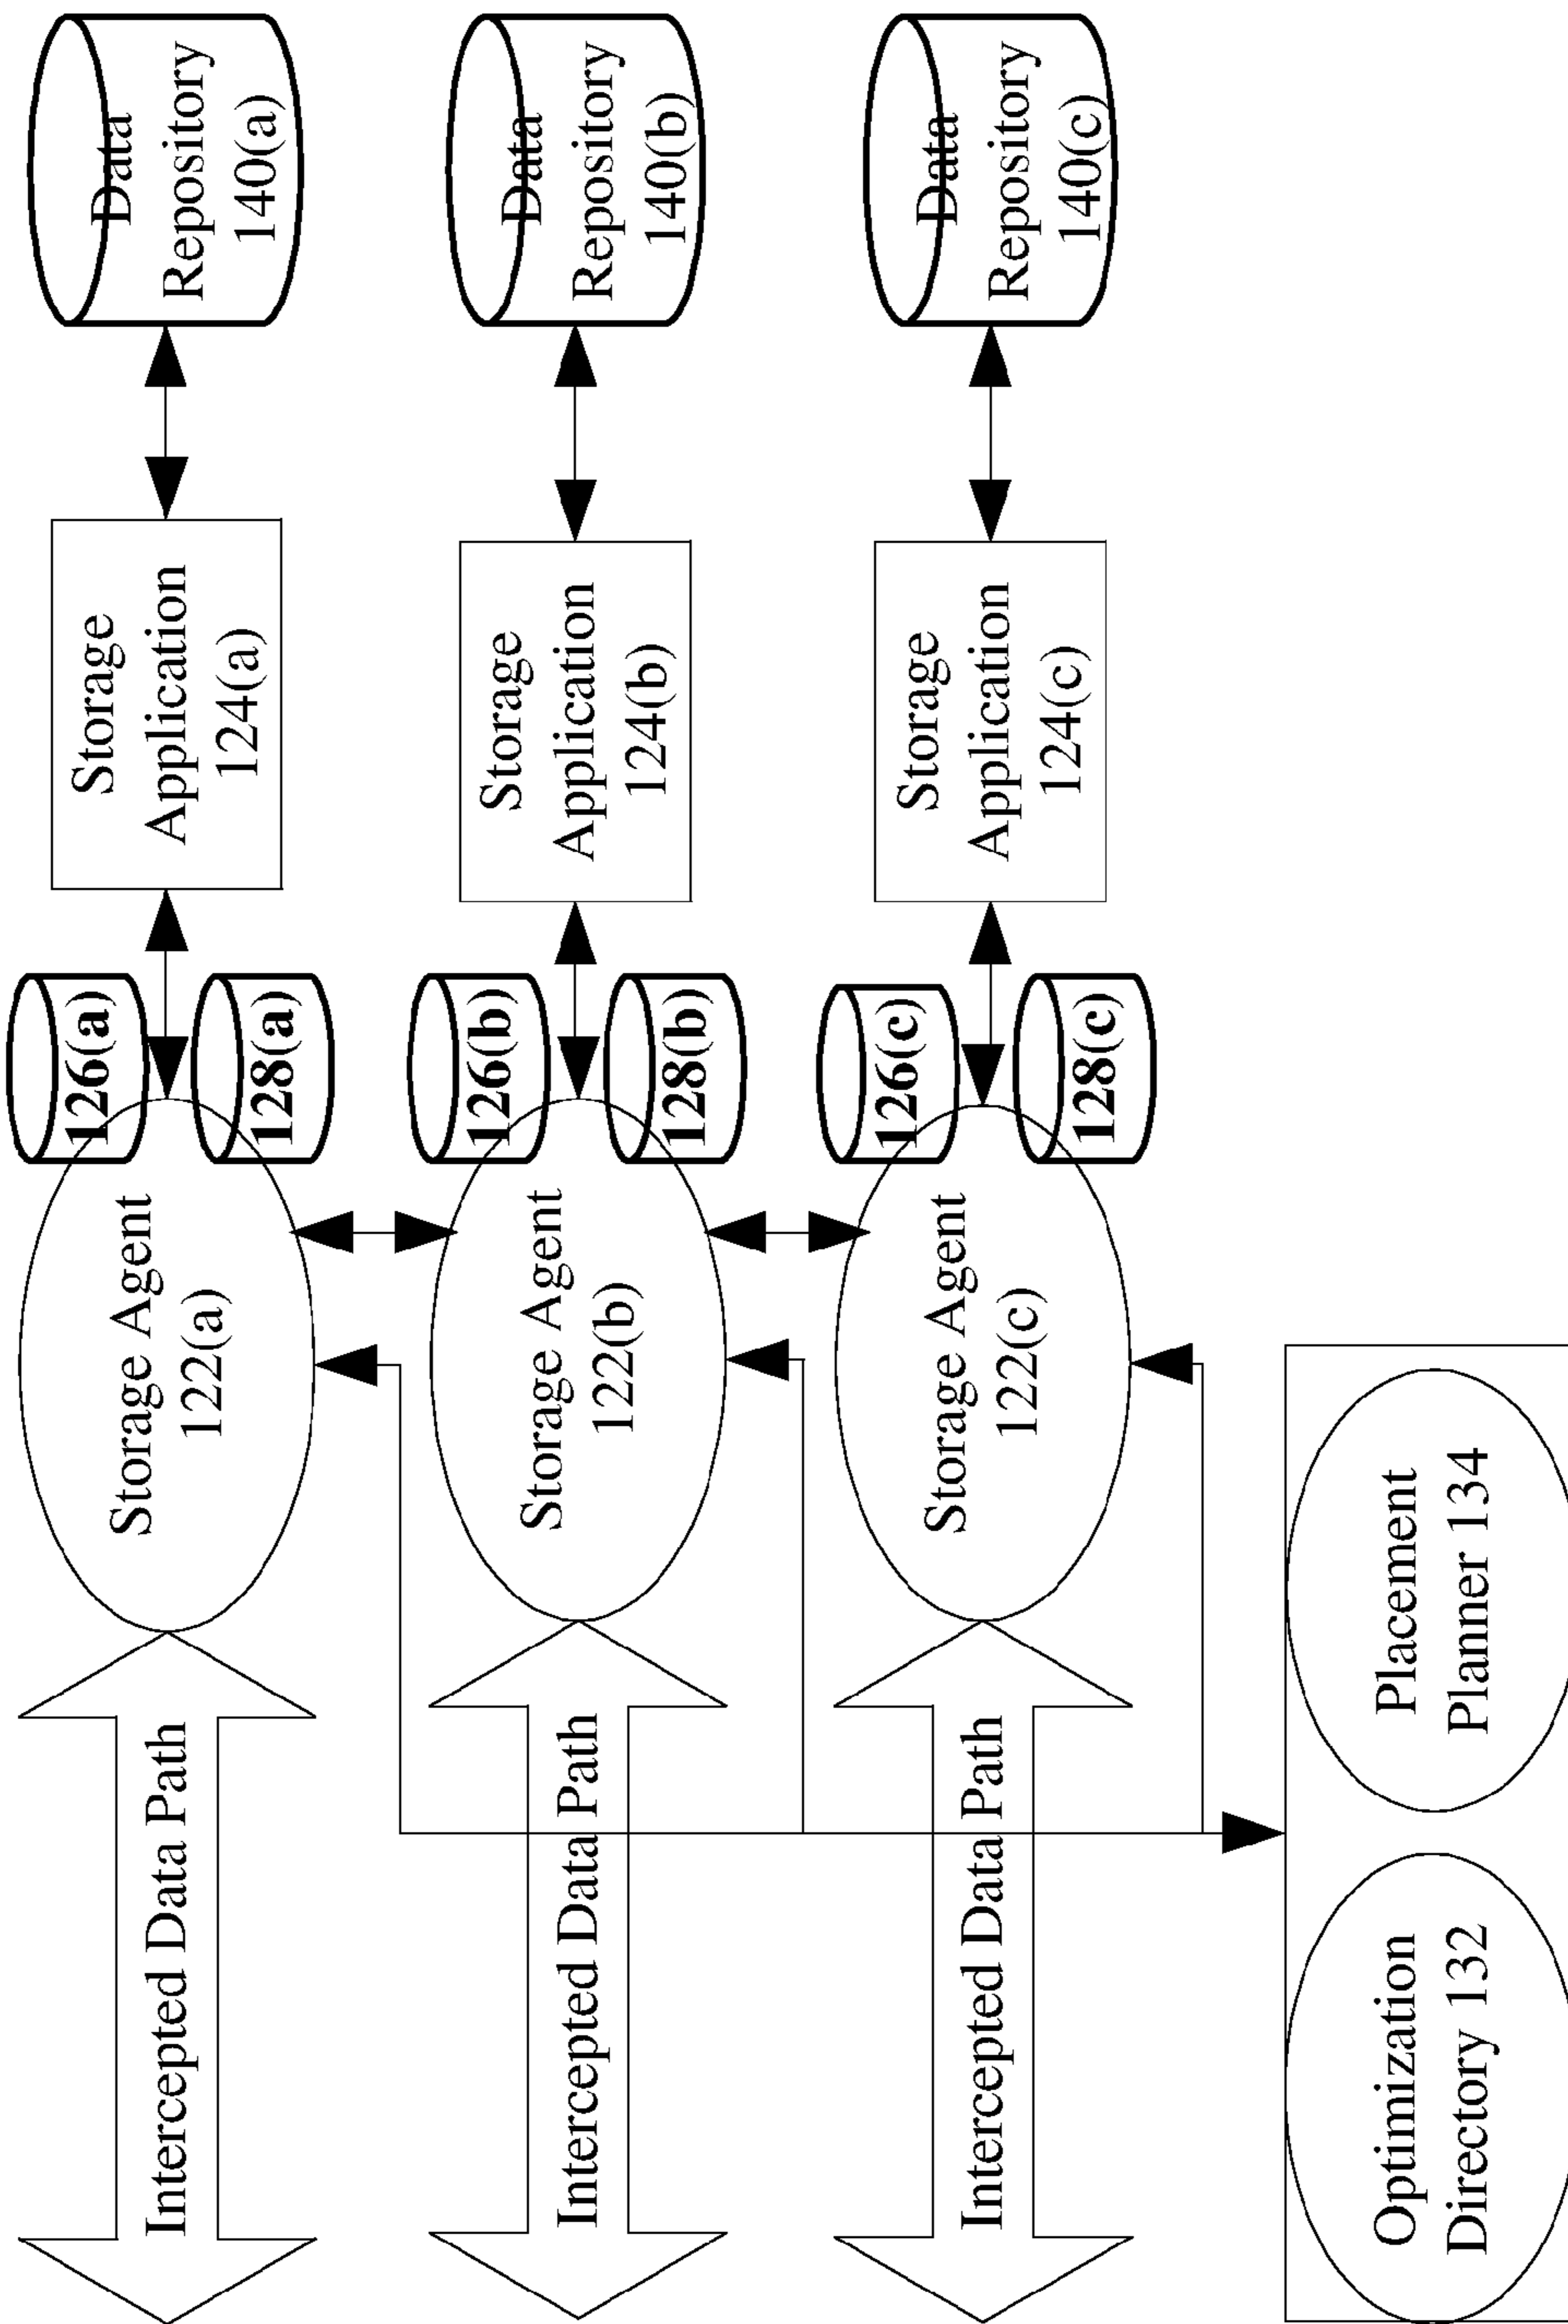 Intercepted Data Path
Storage Agent
122(a)
126(a)
128(a)
Storage
Application
124(a)
Data
Repository
140(a)
Intercepted Data Path
Storage Agent
122(b)
126(b)
128(b)
Storage
Application
124(b)
Data
Repository
140(b)
Intercepted Data Path
Storage Agent
122(c)
126(c)
128(c)
Storage
Application
124(c)
Data
Repository
140(c)
Optimization
Directory 132
Placement
Planner 134